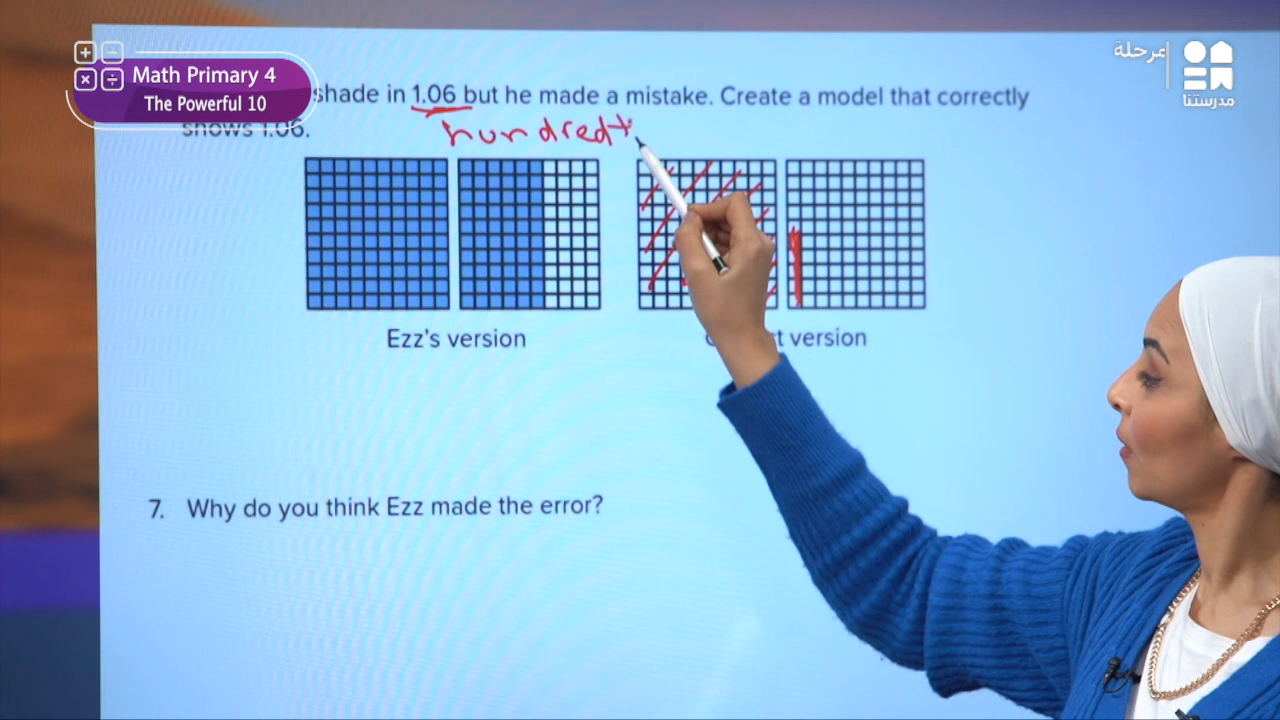 Math Primary 4
The Powerful 10
مرحلة
مدرستنا
shade in 1.06 but he made a mistake. Create a model that correctly
shows 1.06.
hundredt
Ezz's version
version
7. Why do you think Ezz made the error?